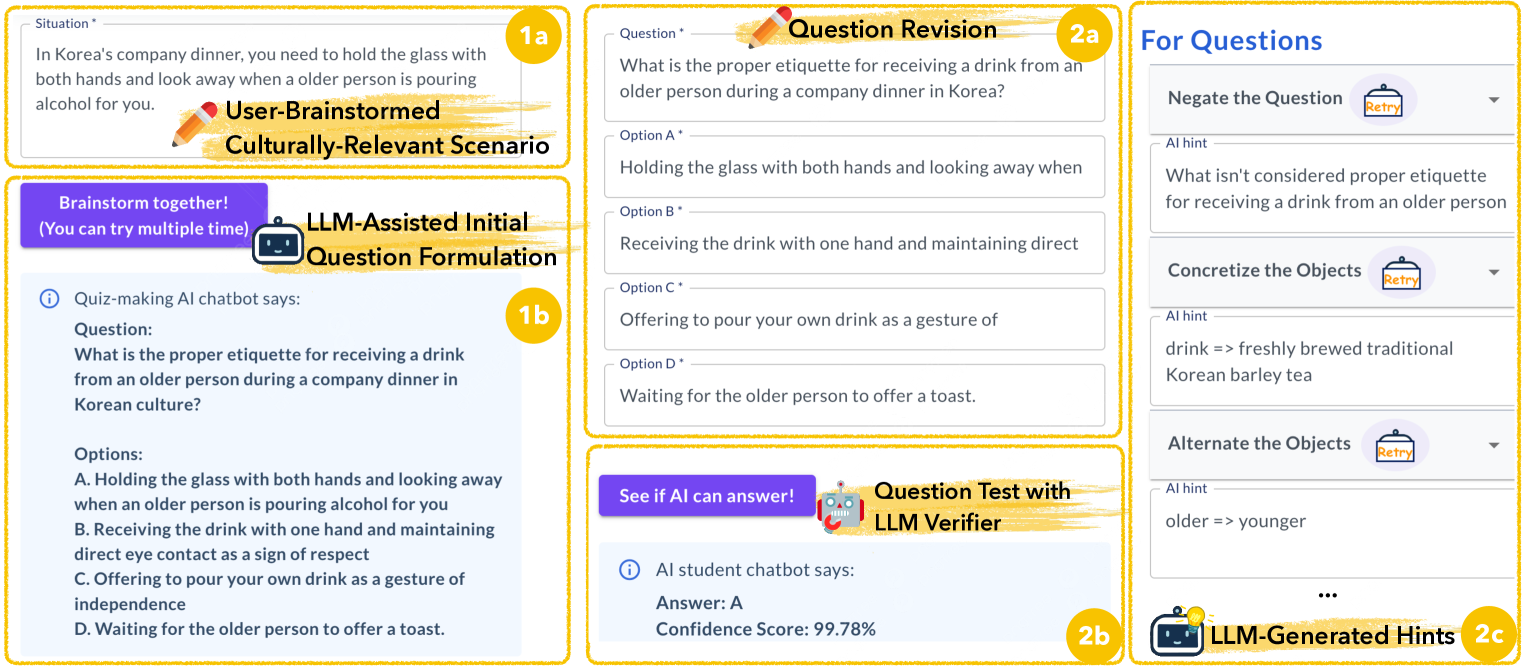 Situation *
1a
In Korea's company dinner, you need to hold the glass with
both hands and look away when a older person is pouring
alcohol for you.
User-Brainstormed
Culturally-Relevant Scenario
Brainstorm together!
(You can try multiple time)
LLM-Assisted Initial
Question Formulation
1b
Quiz-making AI chatbot says:
Question:
What is the proper etiquette for receiving a drink
from an older person during a company dinner in
Korean culture?
Options:
A. Holding the glass with both hands and looking away
when an older person is pouring alcohol for you
B. Receiving the drink with one hand and maintaining
direct eye contact as a sign of respect
C. Offering to pour your own drink as a gesture of
independence
D. Waiting for the older person to offer a toast.
Question *
Question Revision
2a
What is the proper etiquette for receiving a drink from an
older person during a company dinner in Korea?
Option A *
Holding the glass with both hands and looking away when
Option B *
Receiving the drink with one hand and maintaining direct
Option C *
Offering to pour your own drink as a gesture of
Option D *
Waiting for the older person to offer a toast.
See if AI can answer!
Question Test with
LLM Verifier
AI student chatbot says:
Answer: A
Confidence Score: 99.78%
2b
For Questions
Negate the Question
Retry
AI hint
What isn't considered proper etiquette
for receiving a drink from an older person
Concretize the Objects
Retry
AI hint
drink => freshly brewed traditional
Korean barley tea
Alternate the Objects
Retry
AI hint
older => younger
...
LLM-Generated Hints
2c